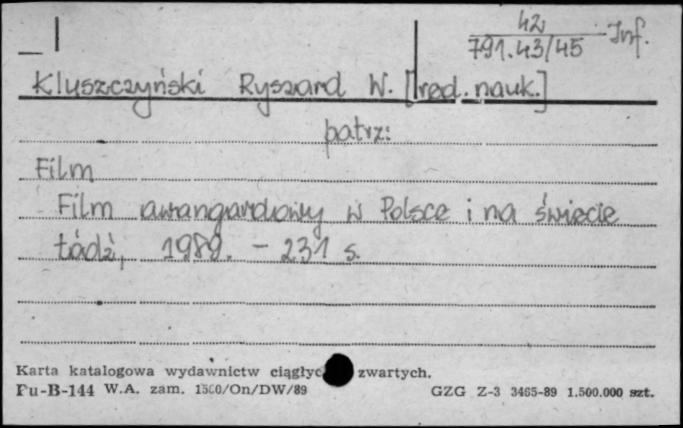 42
791.43/45 Inf.
Kluszczyński Ryszard W. [red. nauk.]
patrz:
Film
Film awangardowy w Polsce i na świecie
Łódź, 1989. – 231 s.
Karta katalogowa wydawnictw ciągłyc zwartych.
Pu-B-144 W.A. zam. 1500/On/DW/89 GZG Z-3 3465-89 1.500.000 szt.